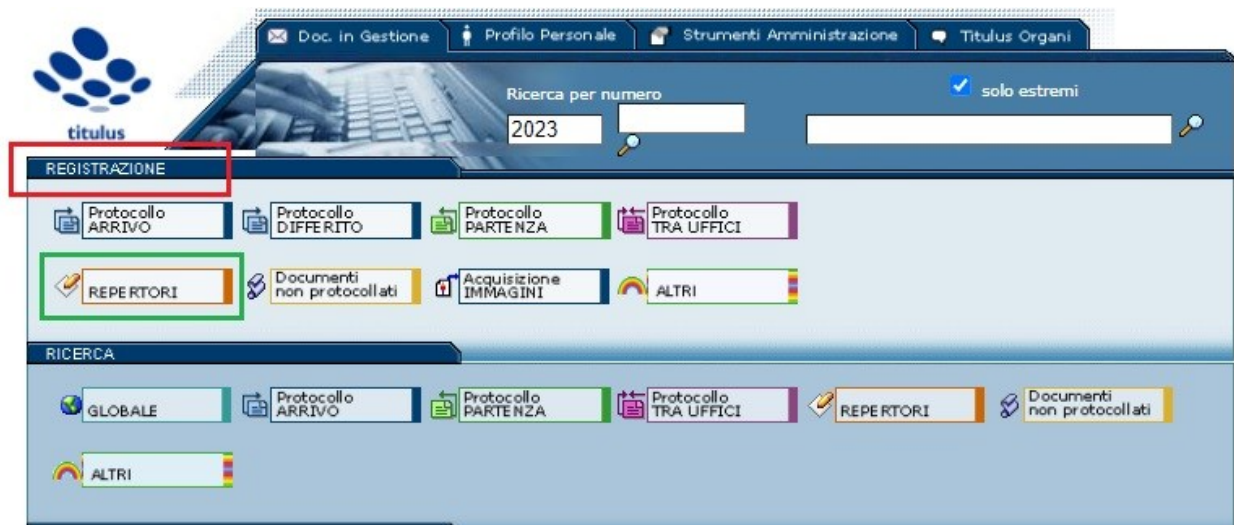 Doc. in Gestione Profilo Personale Strumenti Amministrazione Titulus Organi
Ricerca per numero solo estremi
2023
titulus
REGISTRAZIONE
Protocollo ARRIVO
Protocollo DIFFERITO
Protocollo PARTENZA
Protocollo TRA UFFICI
REPERTORI
Documenti non protocollati
Acquisizione IMMAGINI
ALTRI
RICERCA
GLOBALE
Protocollo ARRIVO
Protocollo PARTENZA
Protocollo TRA UFFICI
REPERTORI
Documenti non protocollati
ALTRI